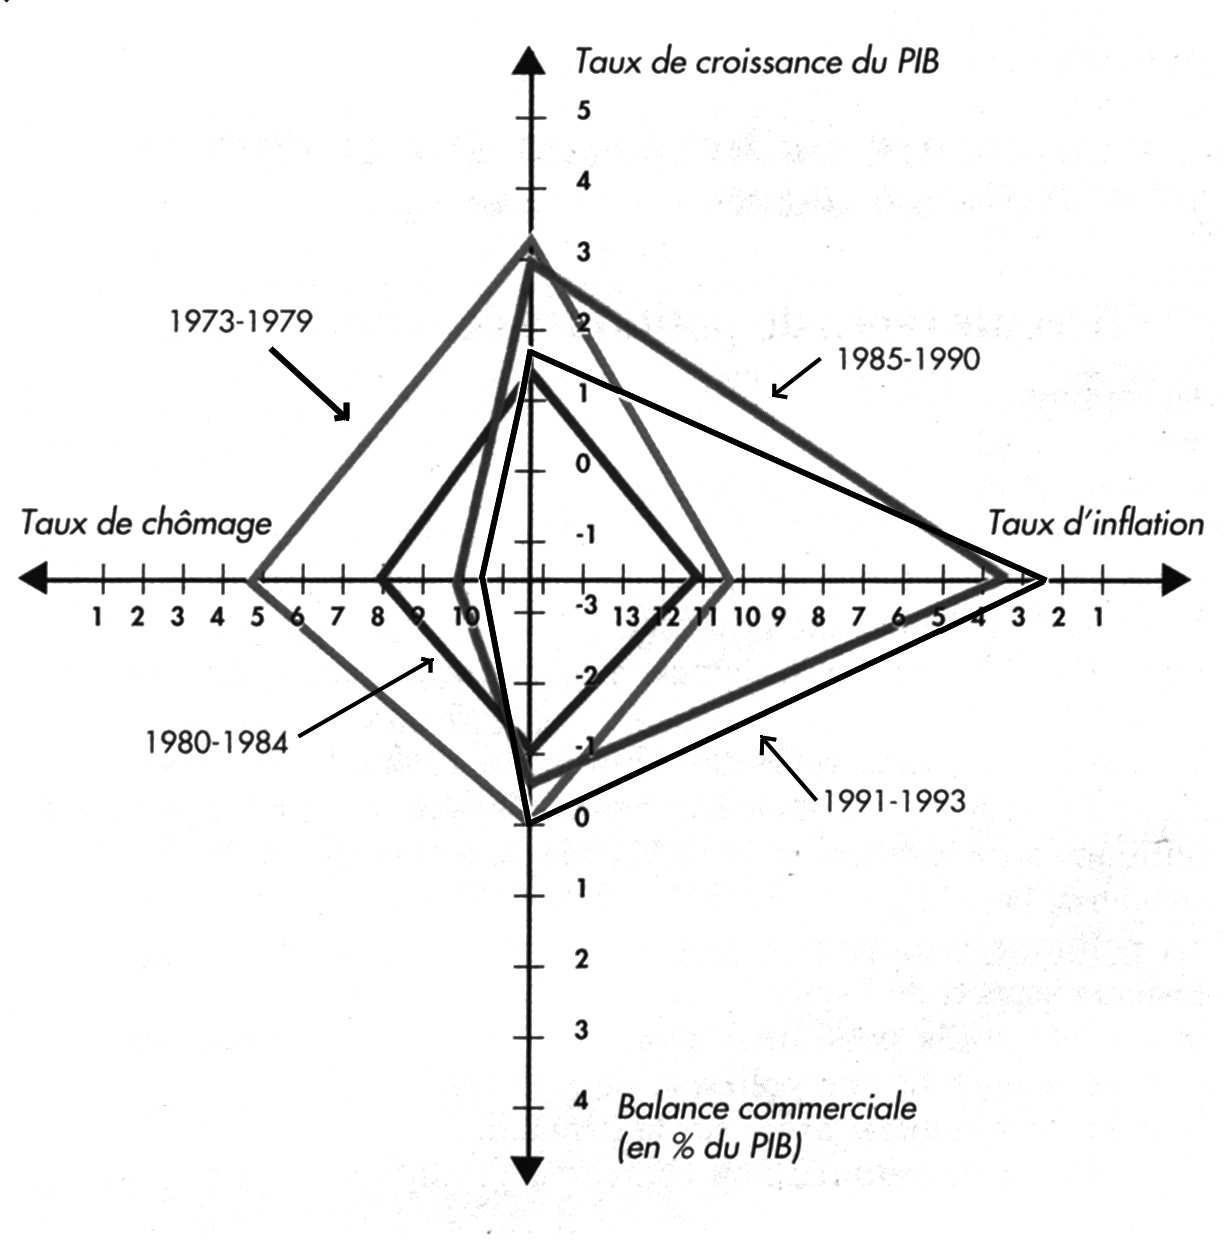 Taux de croissance du PIB
5
4
3
2
1
0
-1
1973-1979
1985-1990
Taux de chômage
Taux d'inflation
1 2 3 4 5 6 7 8 9 10
13 12 11 10 9 8 7 6 5 4 3 2 1
-3
-2
-1
0
1
2
3
4
1980-1984
1991-1993
Balance commerciale
(en % du PIB)